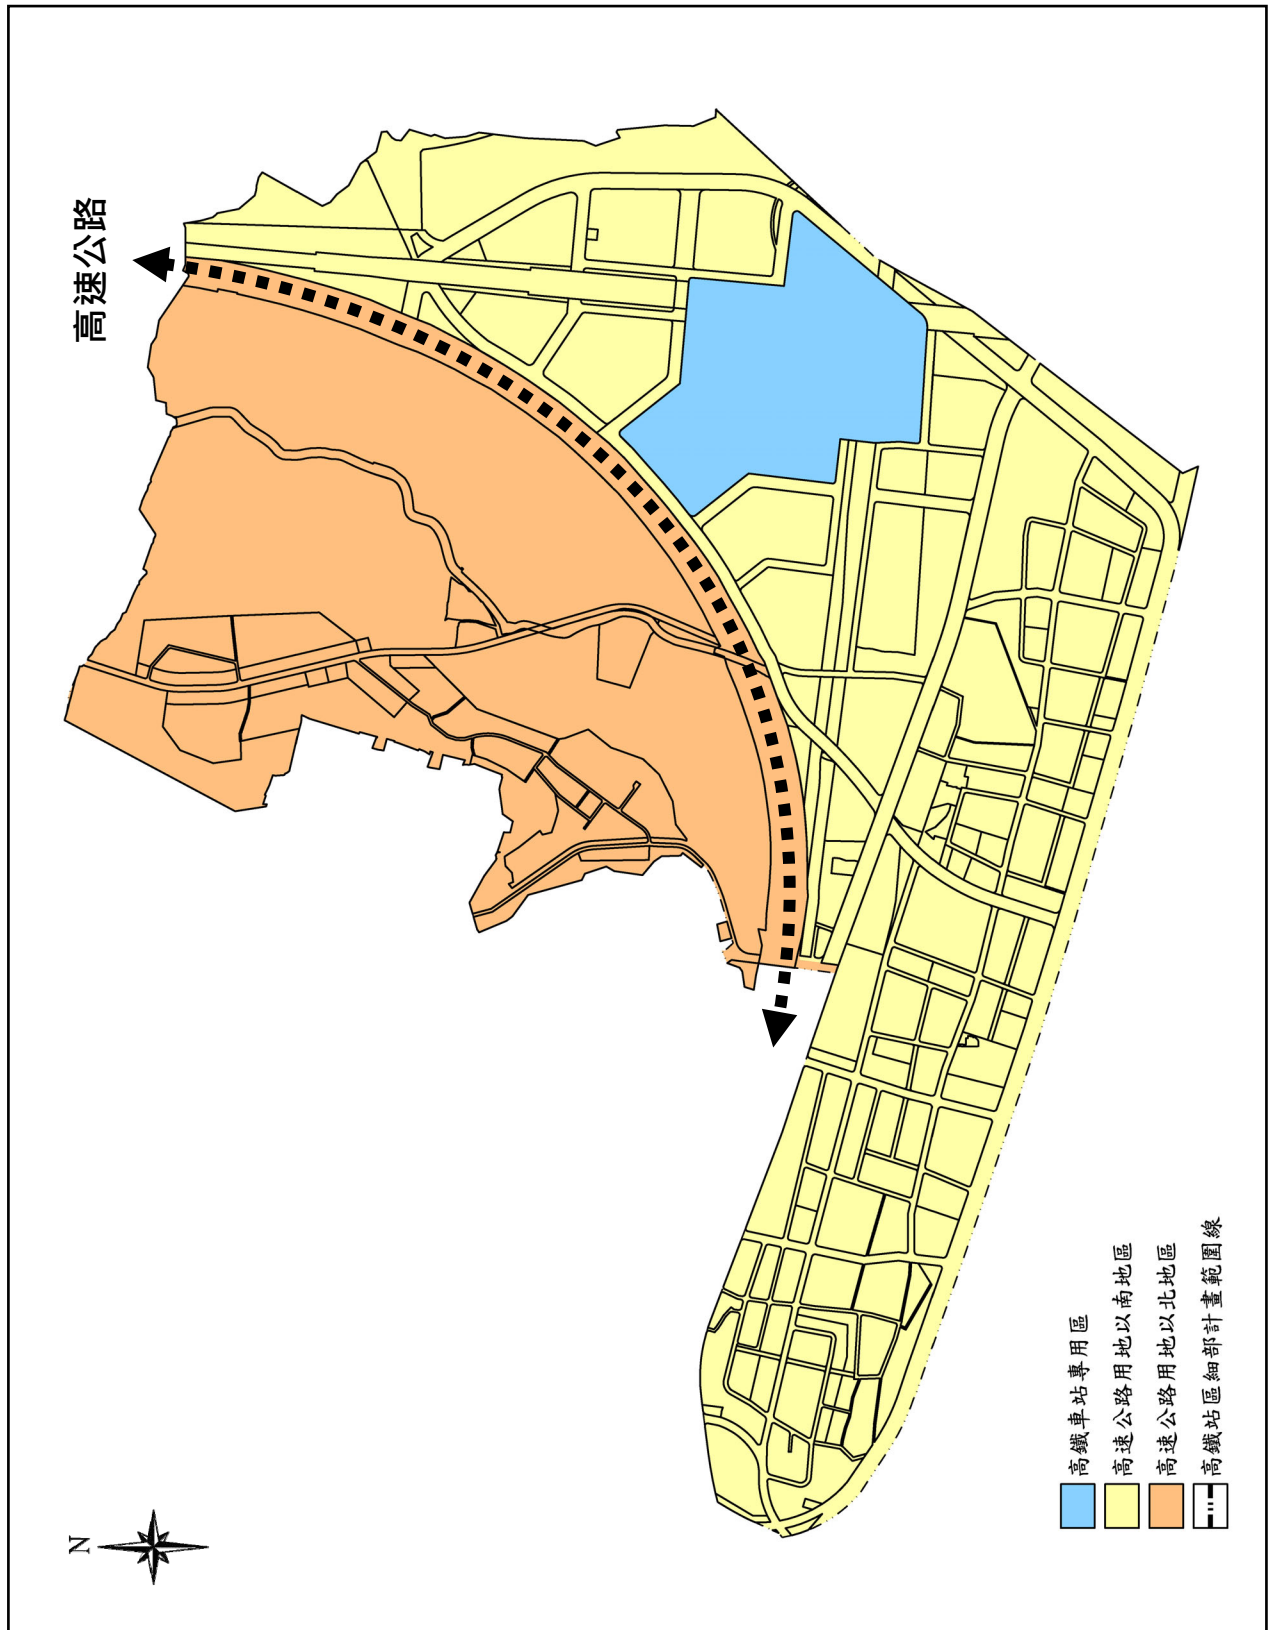 高速公路
N
高鐵車站專用區
高速公路用地以南地區
高速公路用地以北地區
高鐵站區細部計畫範圍線